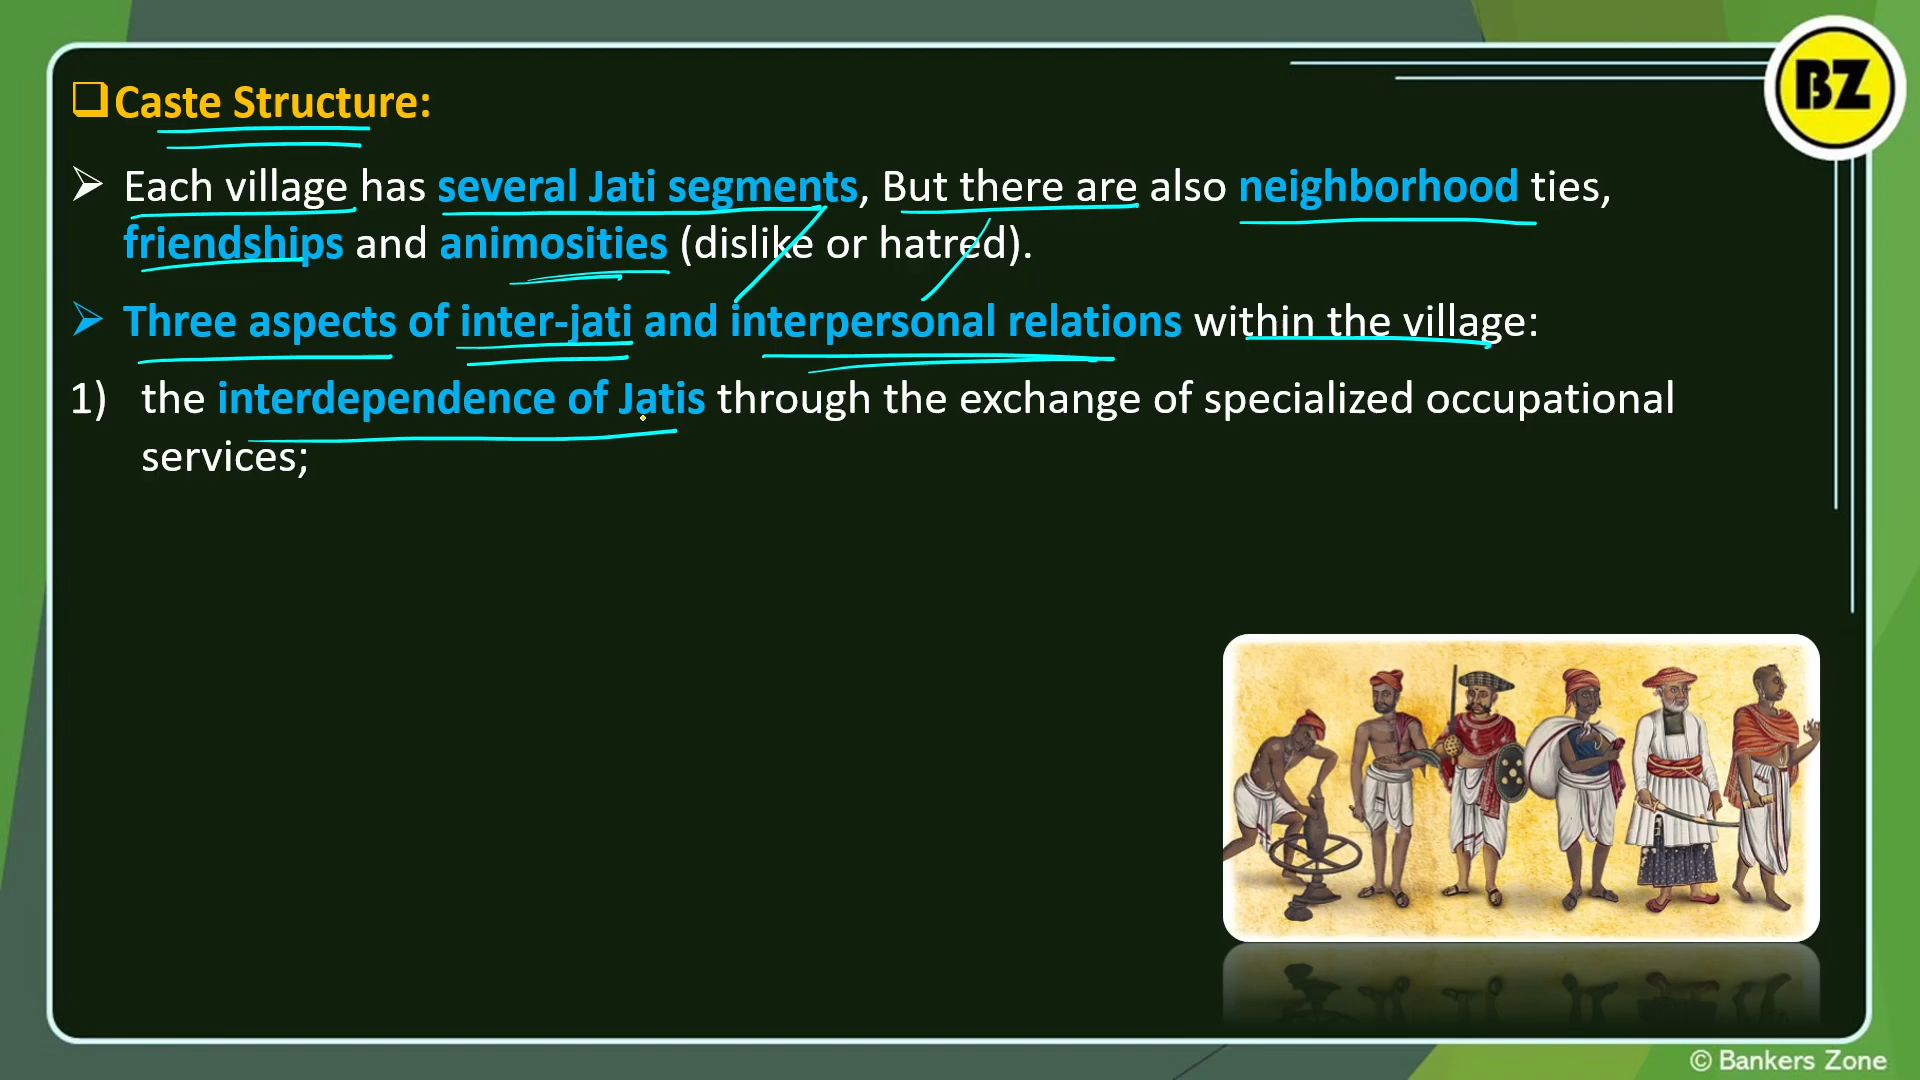 Caste Structure:
BZ
Each village has several Jati segments, But there are also neighborhood ties,
friendships and animosities (dislike or hatred).
Three aspects of inter-jati and interpersonal relations within the village:
1) the interdependence of Jatis through the exchange of specialized occupational
services;
© Bankers Zone